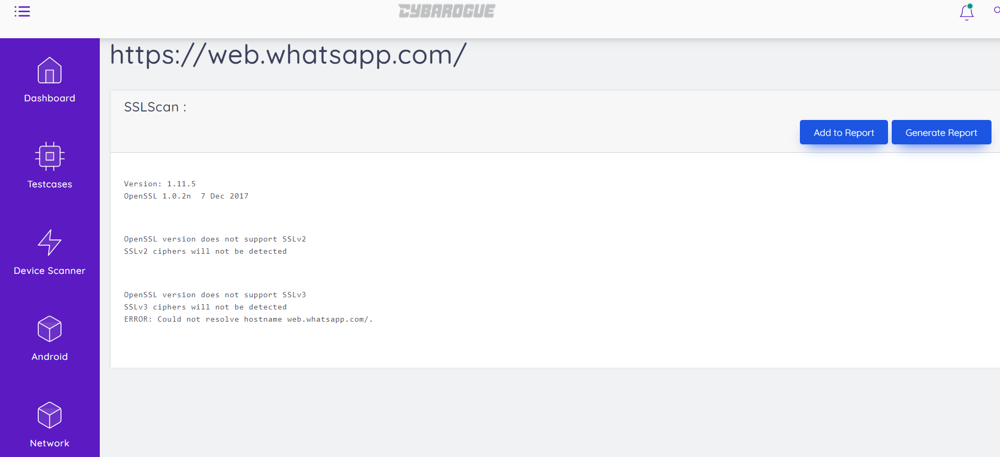 CYBAROGUE
https://web.whatsapp.com/
Dashboard
Testcases
Device Scanner
Android
Network
SSLScan :
Add to Report
Generate Report
Version: 1.11.5
OpenSSL 1.0.2n  7 Dec 2017
OpenSSL version does not support SSLv2
SSLv2 ciphers will not be detected
OpenSSL version does not support SSLv3
SSLv3 ciphers will not be detected
ERROR: Could not resolve hostname web.whatsapp.com/.